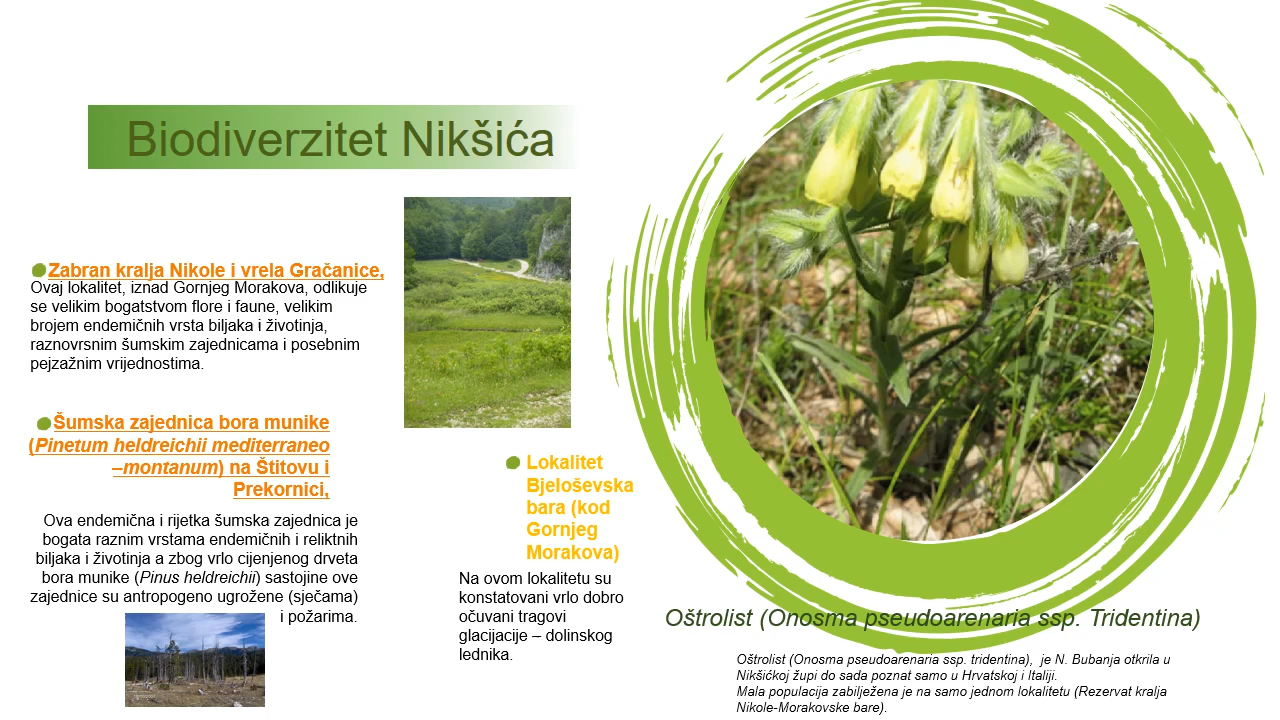 Biodiverzitet Nikšića
Zabran kralja Nikole i vrela Gračanice,
Ovaj lokalitet, iznad Gornjeg Morakova, odlikuje
se velikim bogatstvom flore i faune, velikim
brojem endemičnih vrsta biljaka i životinja,
raznovrsnim šumskim zajednicama i posebnim
pejzažnim vrijednostima.
Šumska zajednica bora munike
(Pinetum heldreichii mediterraneo
–montanum) na Štitovu i
Prekornici,
Ova endemična i rijetka šumska zajednica je
bogata raznim vrstama endemičnih i reliktnih
biljaka i životinja a zbog vrlo cijenjenog drveta
bora munike (Pinus heldreichii) sastojine ove
zajednice su antropogeno ugrožene (sječama)
i požarima.
Lokalitet
Bjeloševska
bara (kod
Gornjeg
Morakova)
Na ovom lokalitetu su
konstatovani vrlo dobro
očuvani tragovi
glacijacije – dolinskog
lednika.
Oštrolist (Onosma pseudoarenaria ssp. Tridentina)
Oštrolist (Onosma pseudoarenaria ssp. tridentina), je N. Bubanja otkrila u
Nikšićkoj župi do sada poznat samo u Hrvatskoj i Italiji.
Mala populacija zabilježena je na samo jednom lokalitetu (Rezervat kralja
Nikole-Morakovske bare).